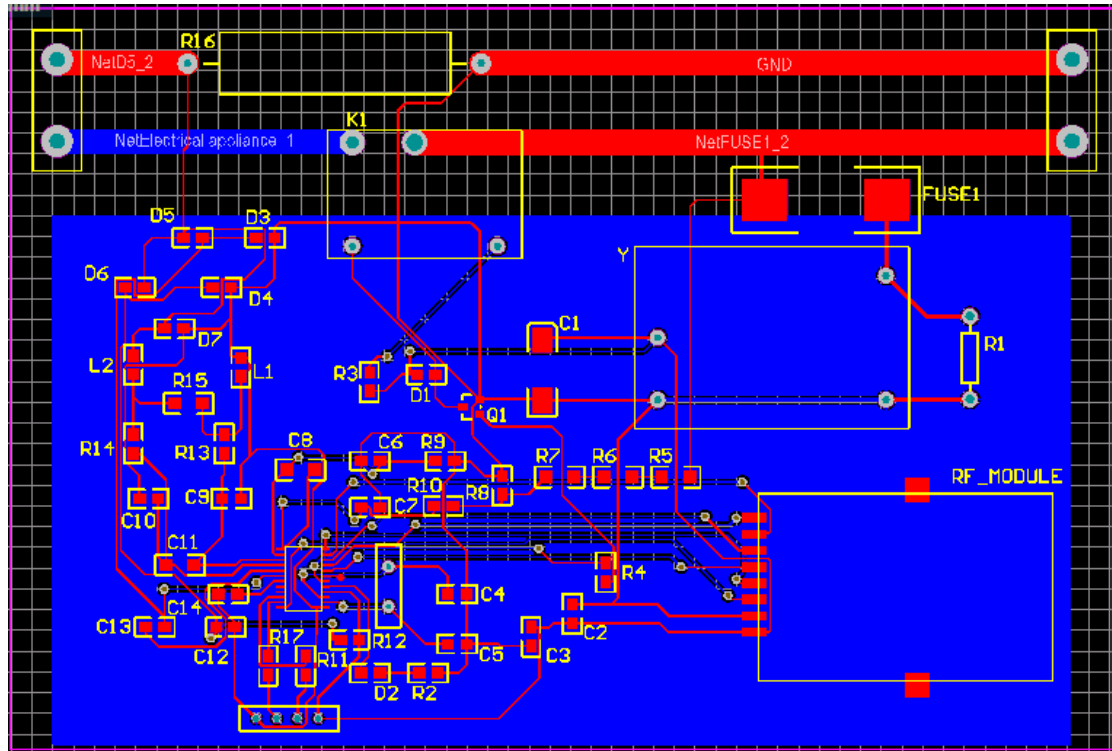 R16
NetD5_2
GND
K1
NetElectrical appliance_1
NetFUSE1_2
FUSE1
D5
D3
Y
D6
D4
C1
D7
L2
L1
R3
R1
R15
D1
Q1
R14
R13
C8
C6
R9
R7
R6
R5
RF_MODULE
R10
R8
C10
C9
C7
C11
R4
C14
C4
C13
C12
R17
R11
R12
C5
C3
C2
D2
R2